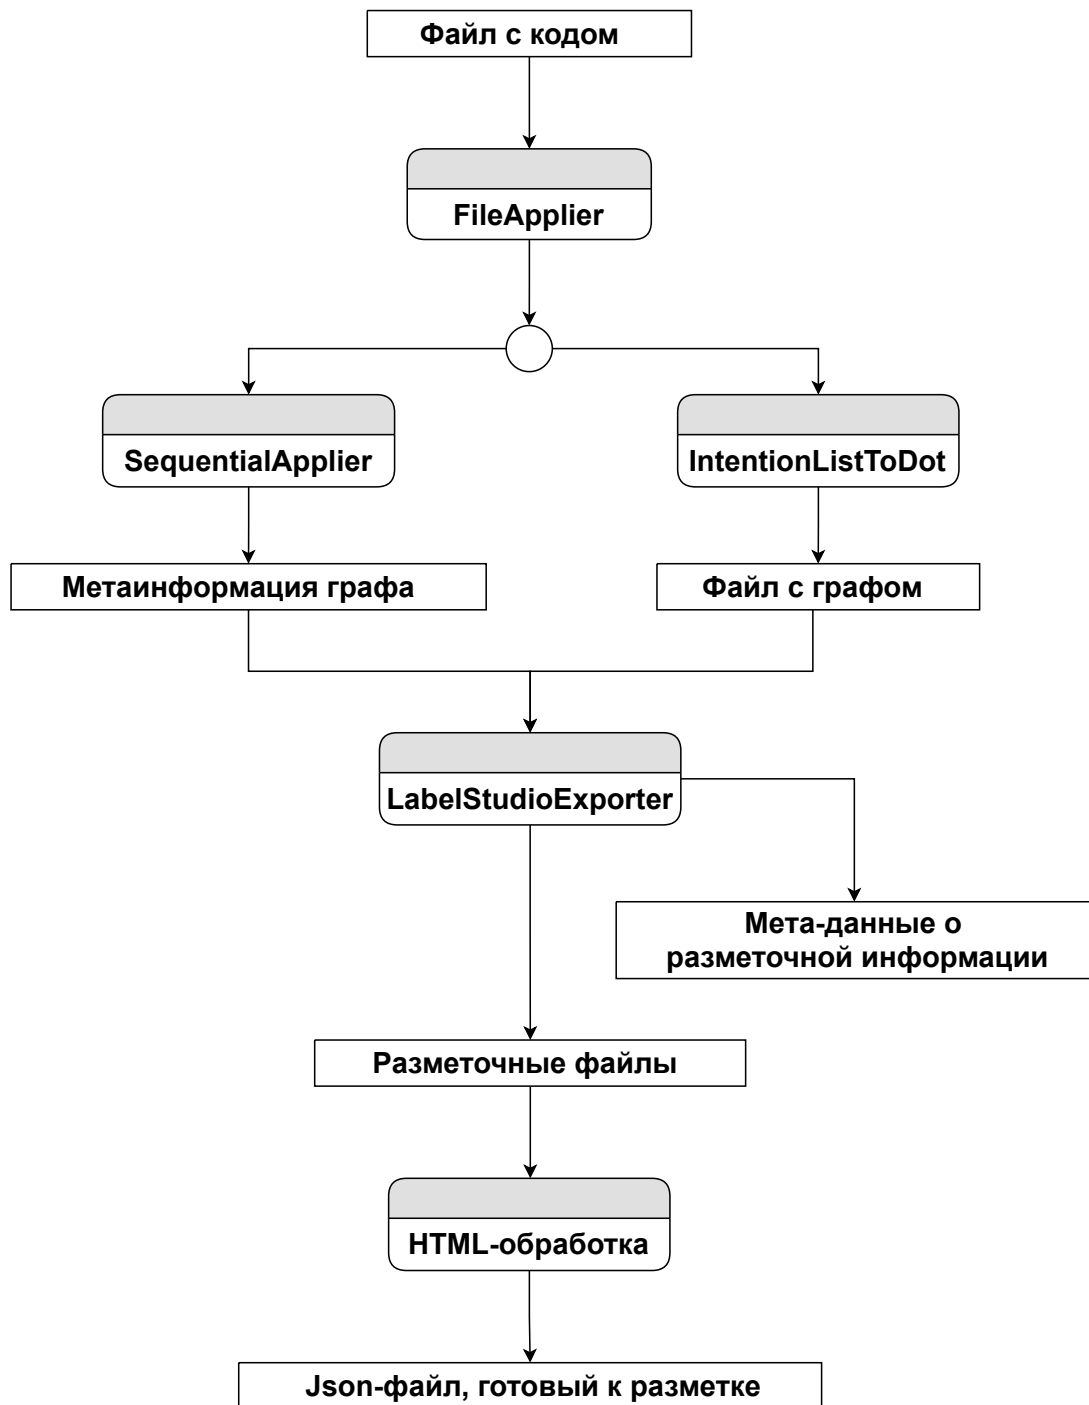 Файл с кодом
FileApplier
SequentialApplier
IntentionListToDot
Метаинформация графа
Файл с графом
LabelStudioExporter
Мета-данные о
разметочной информации
Разметочные файлы
HTML-обработка
Json-файл, готовый к разметке